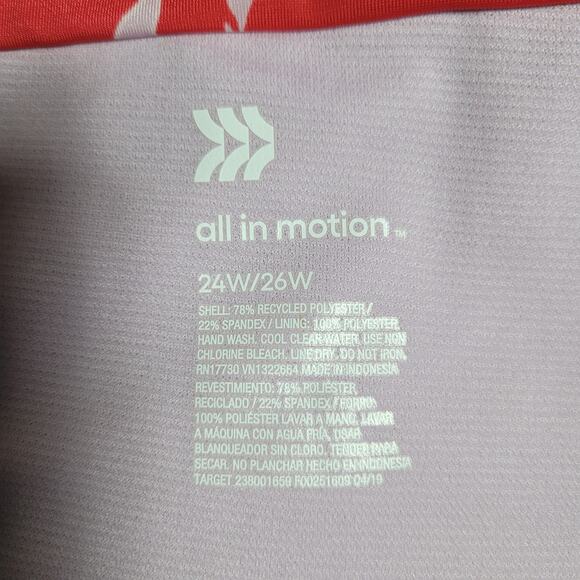 all in motion™
24W/26W
SHELL: 78% RECYCLED POLYESTER /
22% SPANDEX / LINING: 100% POLYESTER
HAND WASH. COOL CLEAR WATER. USE NON
CHLORINE BLEACH. LINE DRY. DO NOT IRON.
RN17730 VN1322664 MADE IN INDONESIA
REVESTIMIENTO: 78% POLIÉSTER
RECICLADO / 22% SPANDEX / FORRO:
100% POLIÉSTER LAVAR A MANO. LAVAR
A MÁQUINA CON AGUA FRÍA. USAR
BLANQUEADOR SIN CLORO. TENDER PARA
SECAR. NO PLANCHAR HECHO EN INDONESIA
TARGET 238001659 F00251609 04/19